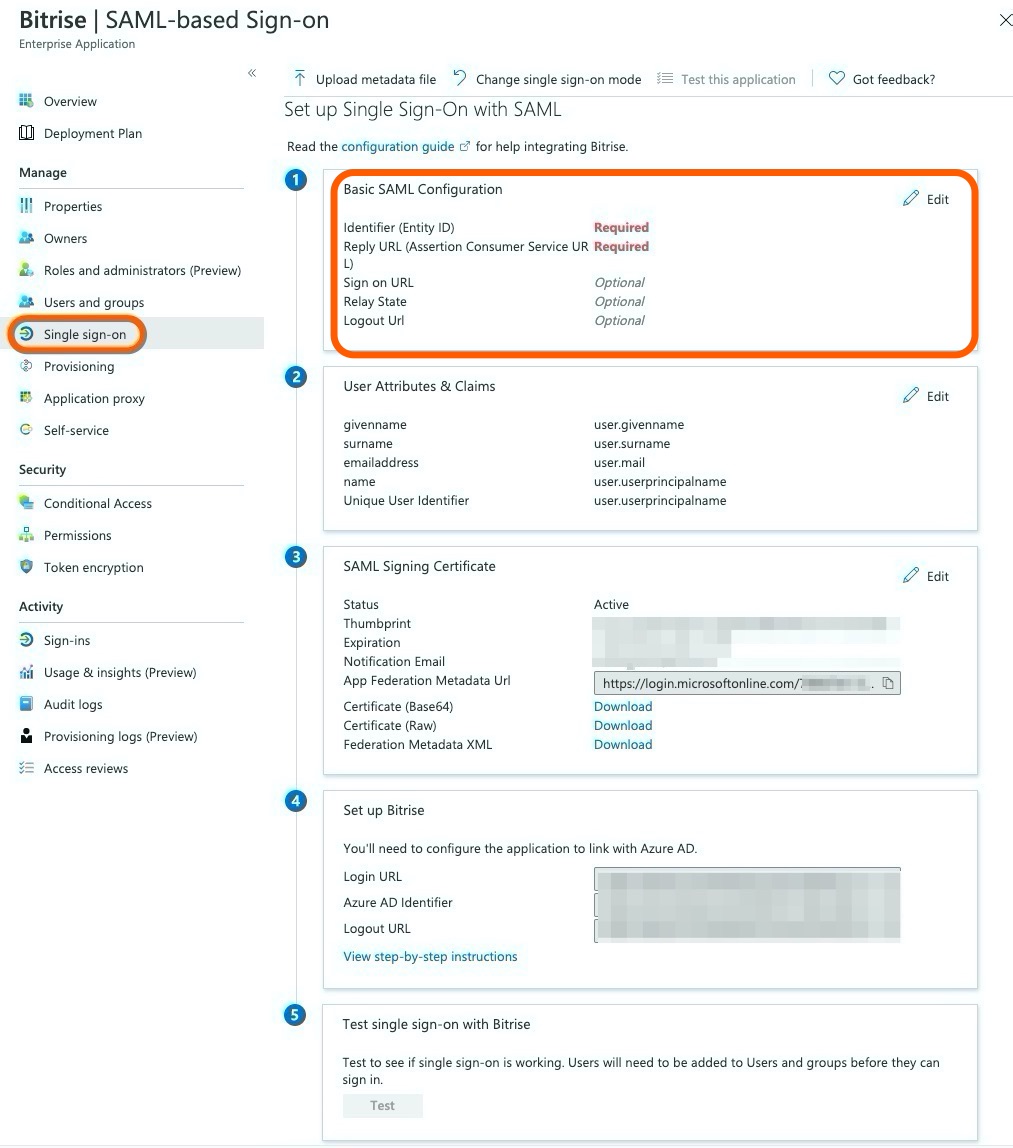 Bitrise | SAML-based Sign-on
Enterprise Application
«
Overview
Deployment Plan
Manage
Properties
Owners
Roles and administrators (Preview)
Users and groups
Single sign-on
Provisioning
Application proxy
Self-service
Security
Conditional Access
Permissions
Token encryption
Activity
Sign-ins
Usage & insights (Preview)
Audit logs
Provisioning logs (Preview)
Access reviews
Upload metadata file Change single sign-on mode Test this application Got feedback?
Set up Single Sign-On with SAML
Read the configuration guide for help integrating Bitrise.
1
Basic SAML Configuration
Edit
Identifier (Entity ID) Required
Reply URL (Assertion Consumer Service UR Required
L)
Sign on URL Optional
Relay State Optional
Logout Url Optional
2
User Attributes & Claims
Edit
givenname user.givenname
surname user.surname
emailaddress user.mail
name user.userprincipalname
Unique User Identifier user.userprincipalname
3
SAML Signing Certificate
Edit
Status Active
Thumbprint
Expiration
Notification Email
App Federation Metadata Url https://login.microsoftonline.com/
Certificate (Base64) Download
Certificate (Raw) Download
Federation Metadata XML Download
4
Set up Bitrise
You'll need to configure the application to link with Azure AD.
Login URL
Azure AD Identifier
Logout URL
View step-by-step instructions
5
Test single sign-on with Bitrise
Test to see if single sign-on is working. Users will need to be added to Users and groups before they can
sign in.
Test